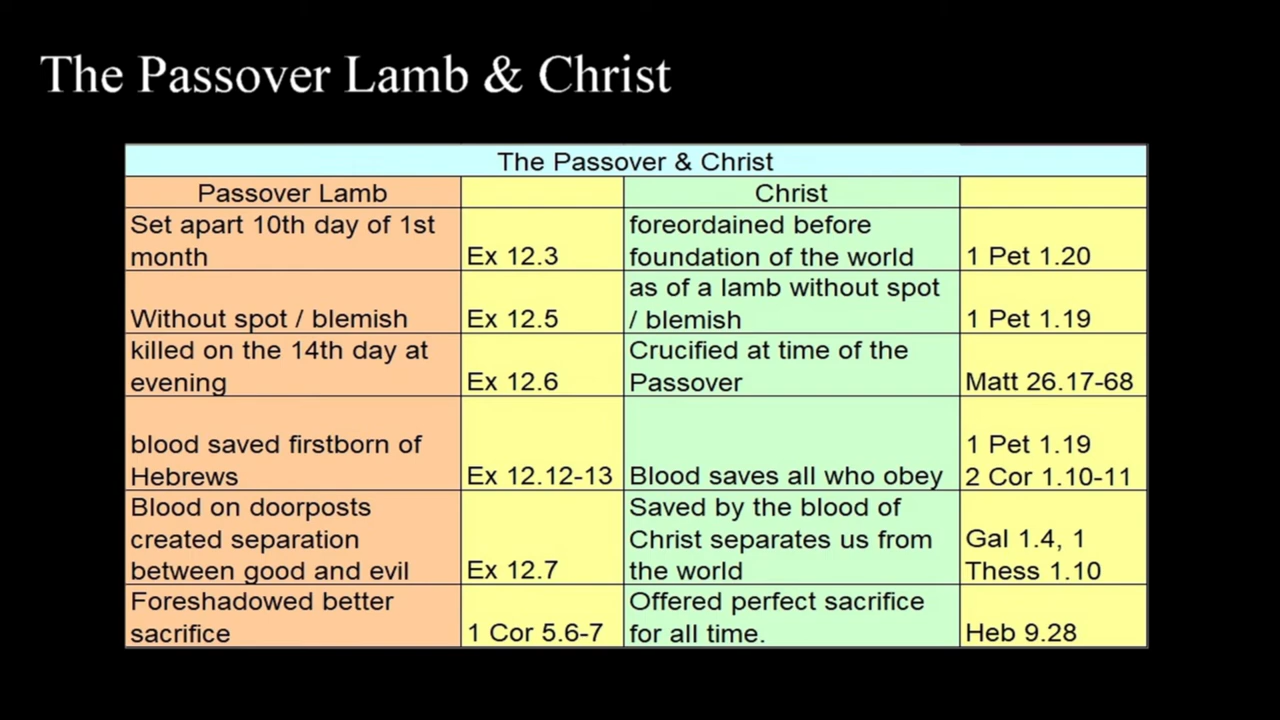 The Passover Lamb & Christ
The Passover & Christ
Passover Lamb
Christ
Set apart 10th day of 1st
month
Ex 12.3
foreordained before
foundation of the world
1 Pet 1.20
Without spot / blemish
Ex 12.5
as of a lamb without spot
/ blemish
1 Pet 1.19
killed on the 14th day at
evening
Ex 12.6
Crucified at time of the
Passover
Matt 26.17-68
blood saved firstborn of
Hebrews
Ex 12.12-13
Blood saves all who obey
1 Pet 1.19
2 Cor 1.10-11
Blood on doorposts
created separation
between good and evil
Ex 12.7
Saved by the blood of
Christ separates us from
the world
Gal 1.4, 1
Thess 1.10
Foreshadowed better
sacrifice
1 Cor 5.6-7
Offered perfect sacrifice
for all time.
Heb 9.28